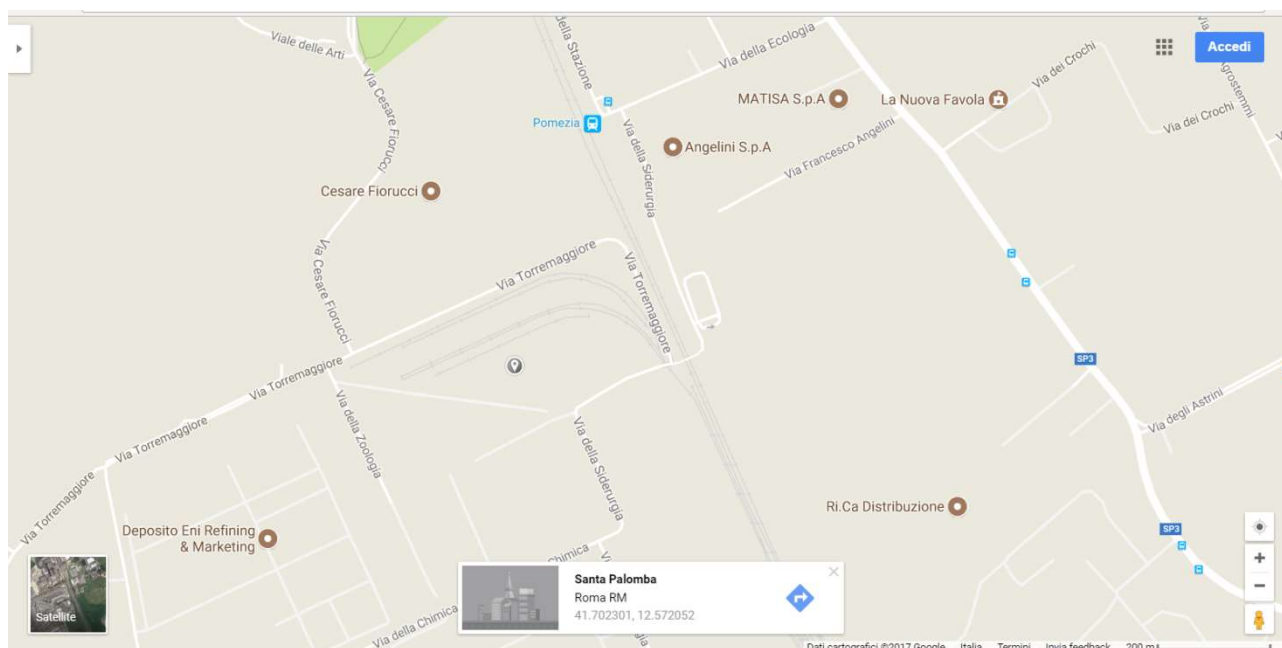 Viale delle Arti
della Stazione
Via della Ecologia
Accedi
Via dei Crochi
Agrostemmi
MATISA S.p.A
La Nuova Favola
Via Cesare Fiorucci
Pomezia
Via dei Crochi
Via della Siderurgia
Angelini S.p.A
Via Francesco Angelini
Cesare Fiorucci
Via Cesare Fiorucci
Via Torremaggiore
Via Torremaggiore
SP3
Via Torremaggiore
Via degli Astrini
Via della Zoologia
Via Torremaggiore
Via della Siderurgia
Via Torremaggiore
Ri.Ca Distribuzione
Deposito Eni Refining
& Marketing
SP3
Chimica
Santa Palomba
Roma RM
41.702301, 12.572052
Satellite
Via della Chimica
Dati cartografici ©2017 Google Italia Termini Invia feedback 200 m